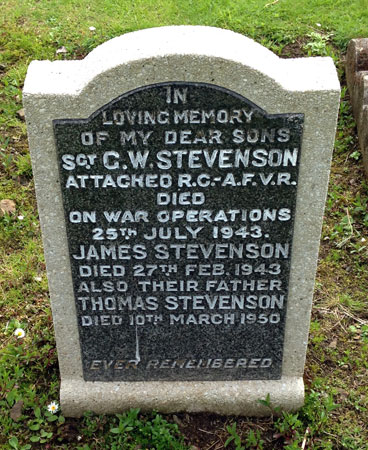 IN
LOVING MEMORY
OF MY DEAR SONS
SGT G.W. STEVENSON
ATTACHED R.C.-A.F.V.R.
DIED
ON WAR OPERATIONS
25TH JULY 1943.
JAMES STEVENSON
DIED 27TH FEB. 1943
ALSO THEIR FATHER
THOMAS STEVENSON
DIED 10TH MARCH 1950
EVER REMEMBERED